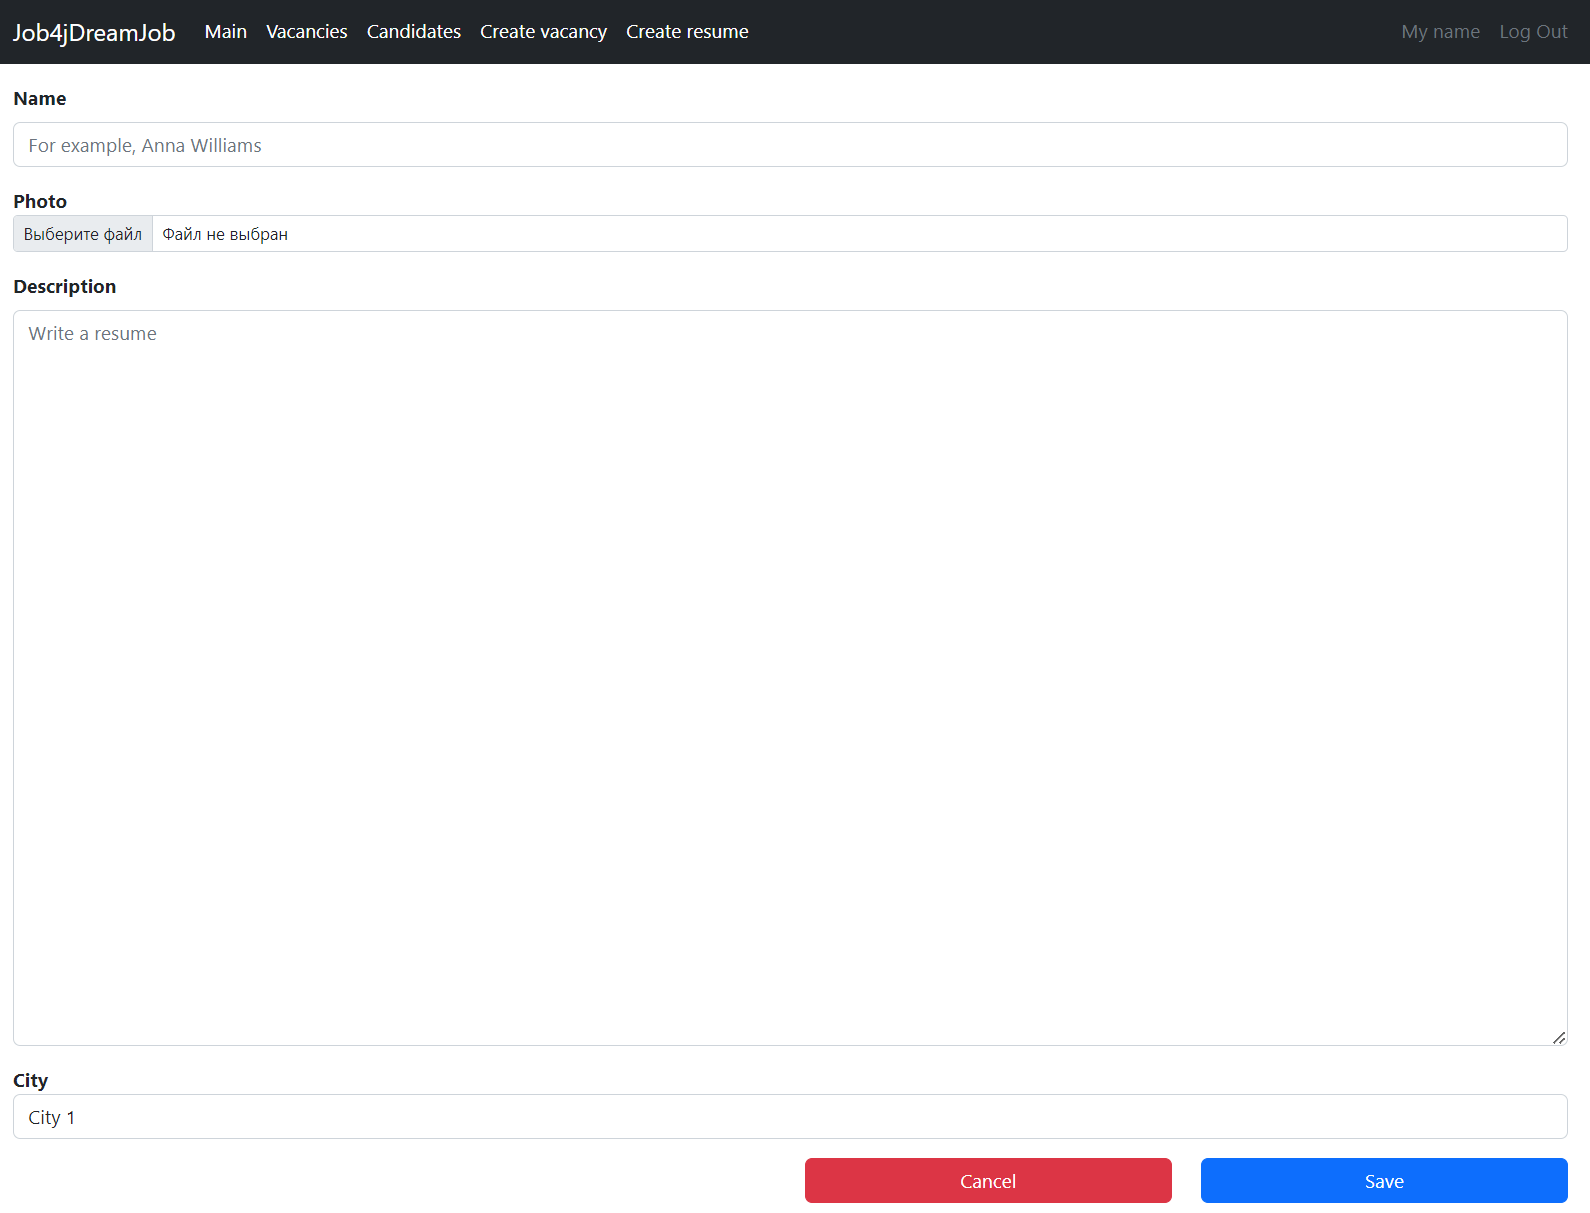 Job4jDreamJob Main Vacancies Candidates Create vacancy Create resume My name Log Out
Name
For example, Anna Williams
Photo
Выберите файл Файл не выбран
Description
Write a resume
City
City 1
Cancel Save